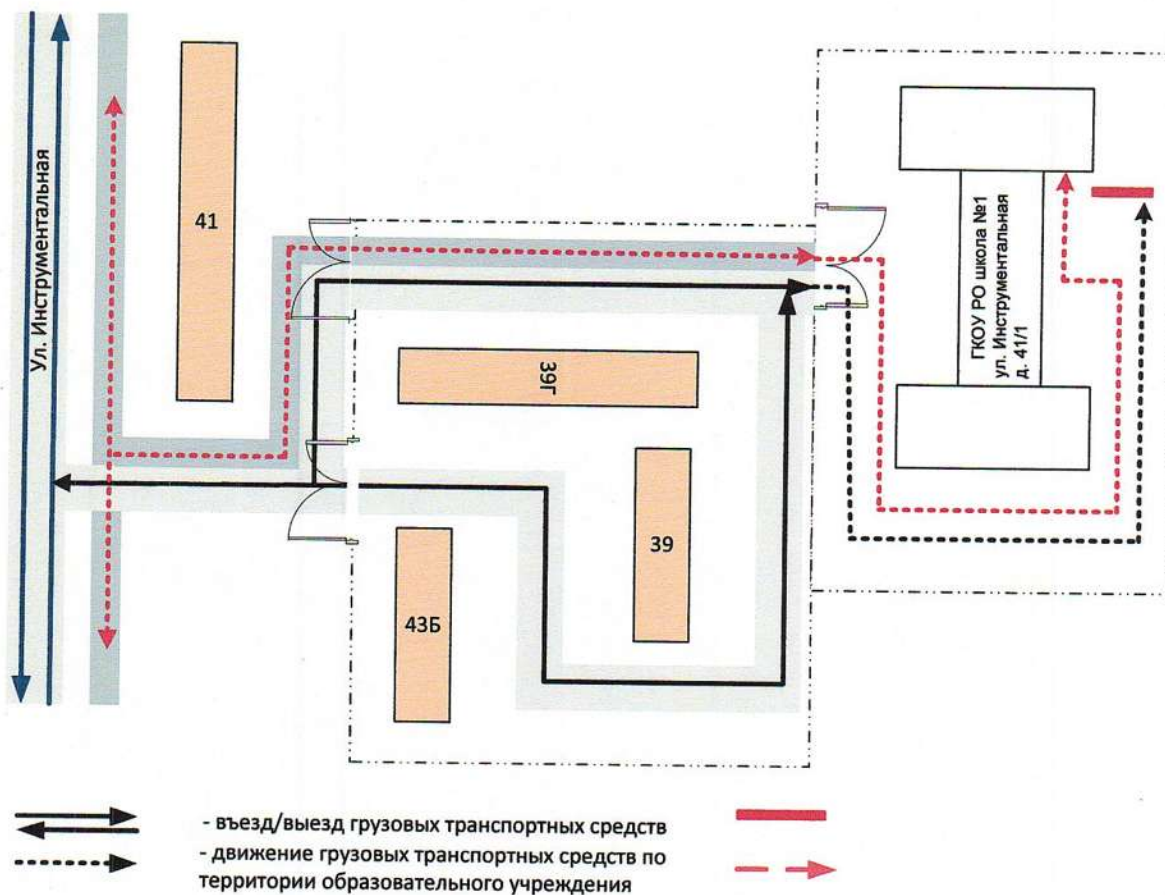 Ул. Инструментальная
41
39Г
39
43Б
ГКОУ РО школа №1
ул. Инструментальная
д. 41/1
- въезд/выезд грузовых транспортных средств
- движение грузовых транспортных средств по
территории образовательного учреждения